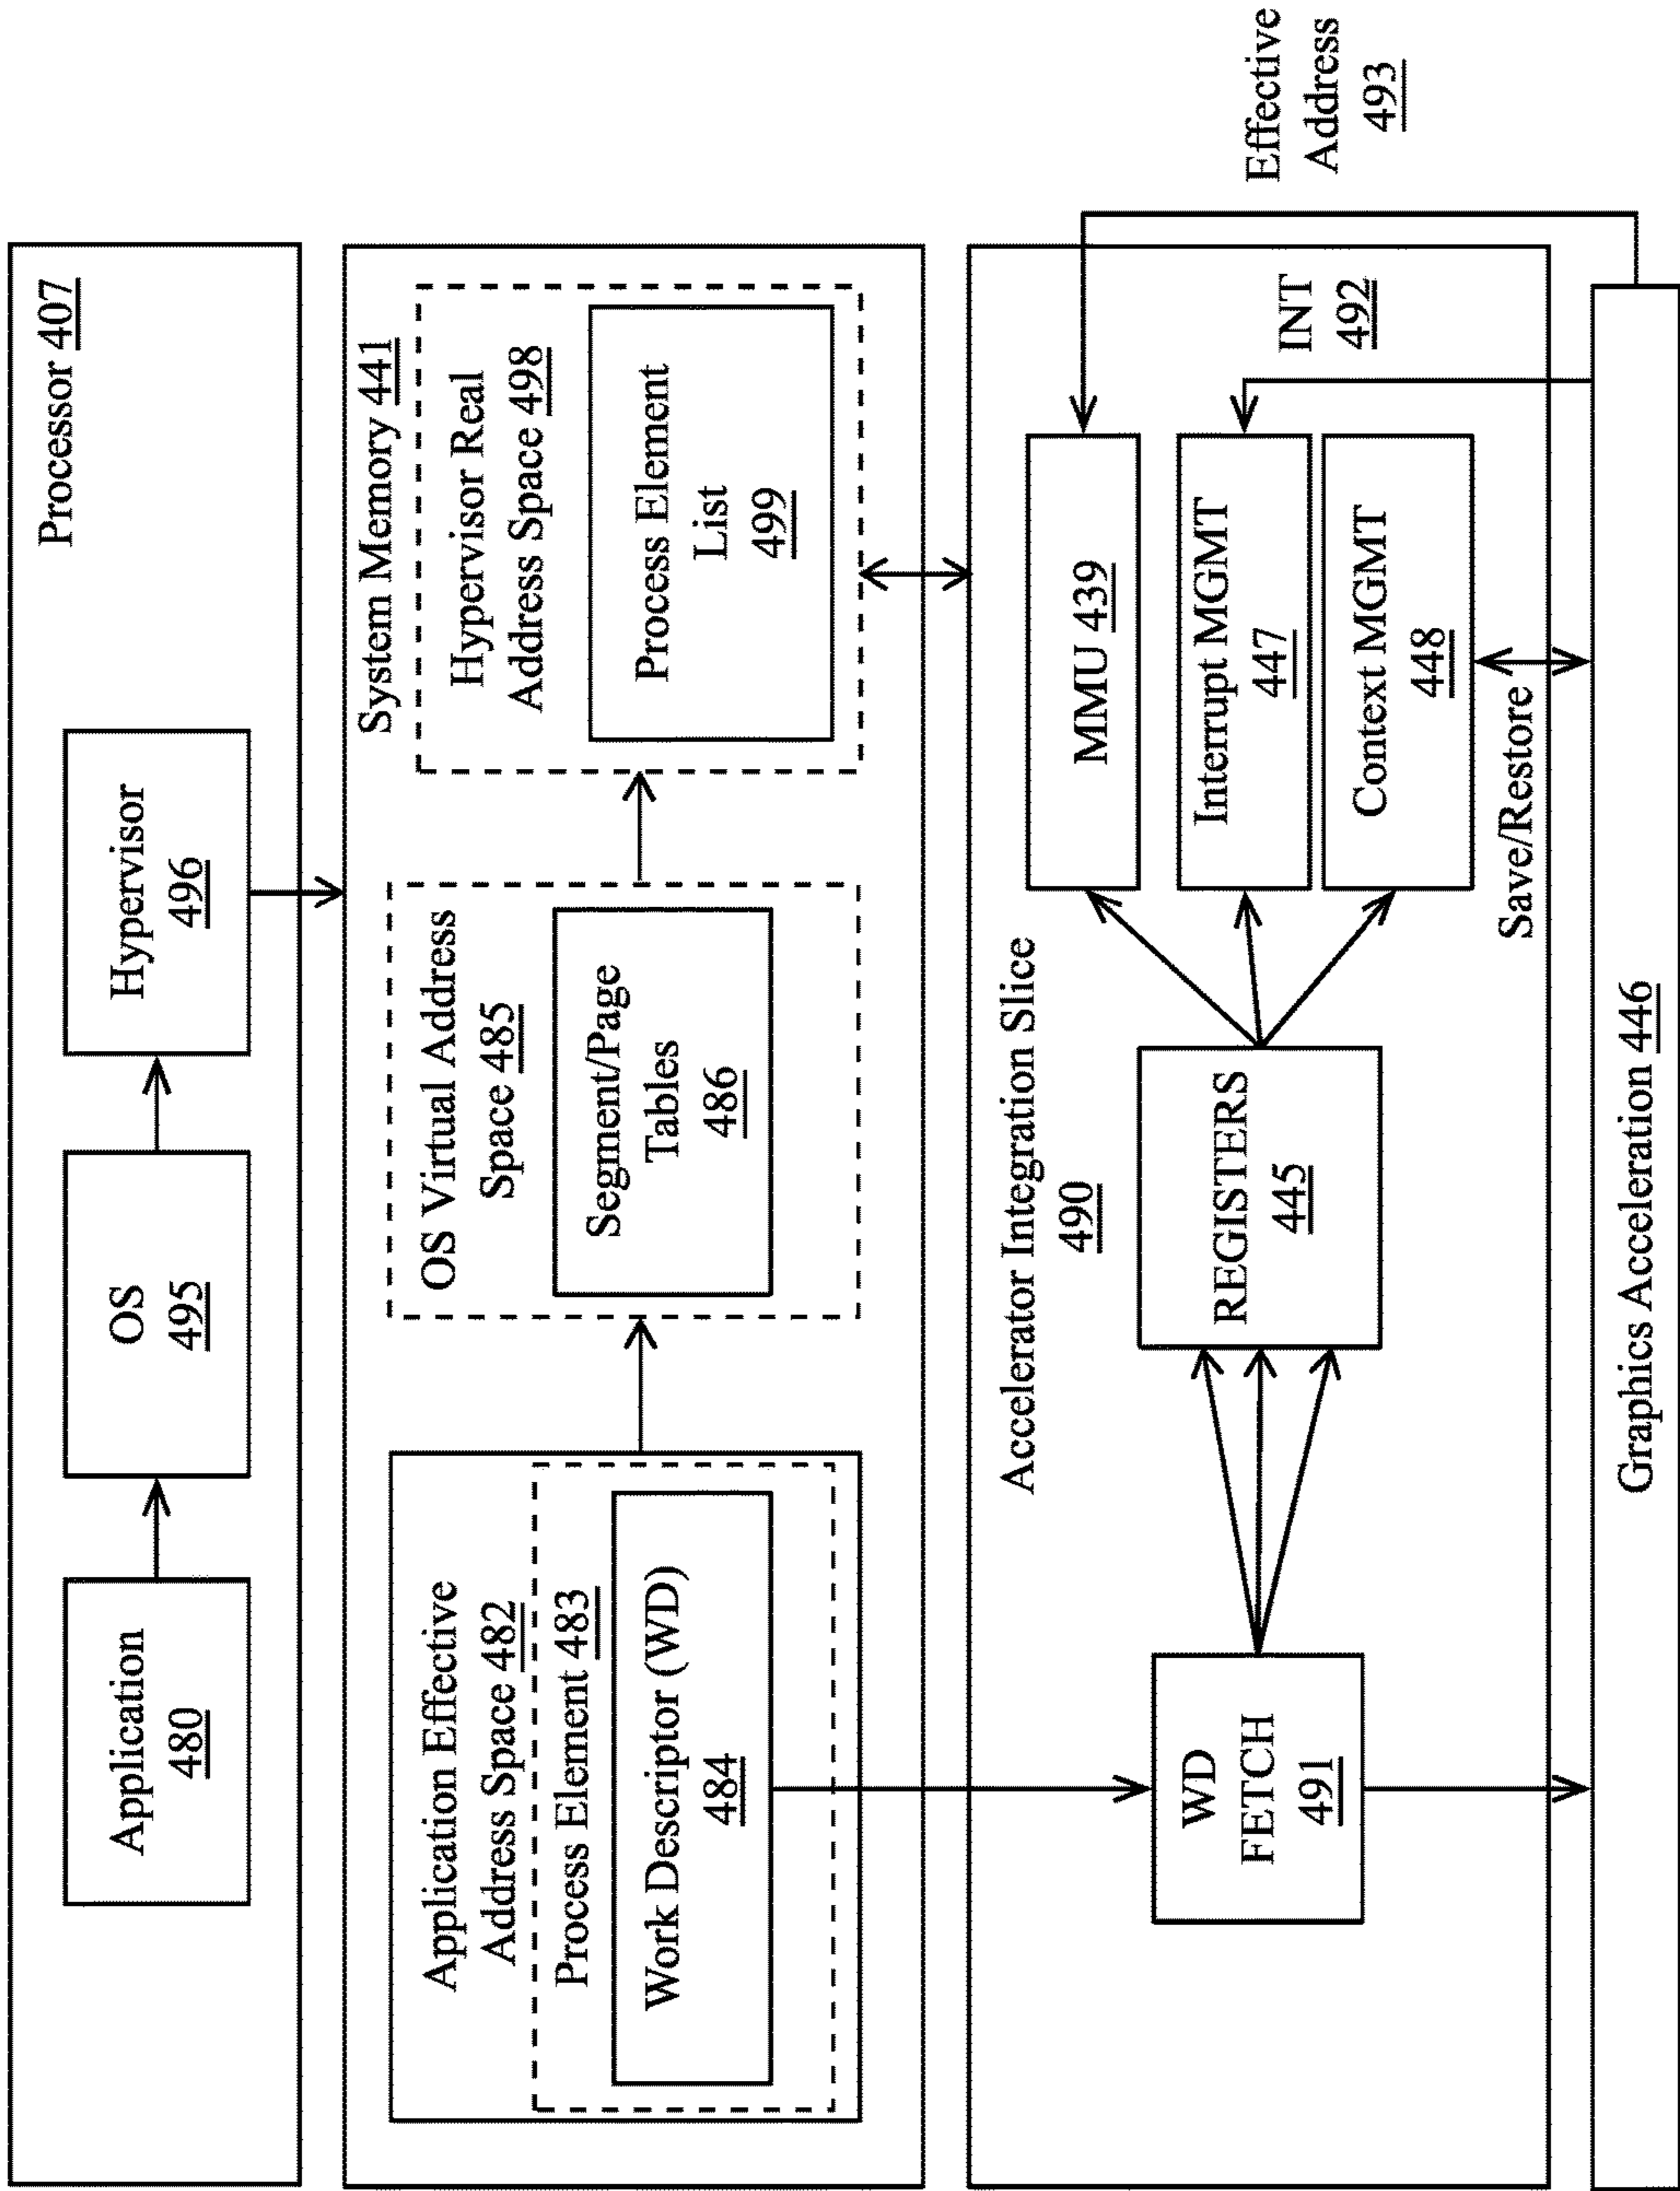 Processor 407
Application
480
OS
495
Hypervisor
496
System Memory 441
Application Effective
Address Space 482
Process Element 483
Work Descriptor (WD)
484
OS Virtual Address
Space 485
Segment/Page
Tables
486
Hypervisor Real
Address Space 498
Process Element
List
499
Accelerator Integration Slice
490
WD
FETCH
491
REGISTERS
445
MMU 439
Interrupt MGMT
447
Context MGMT
448
Save/Restore
INT
492
Effective
Address
493
Graphics Acceleration 446